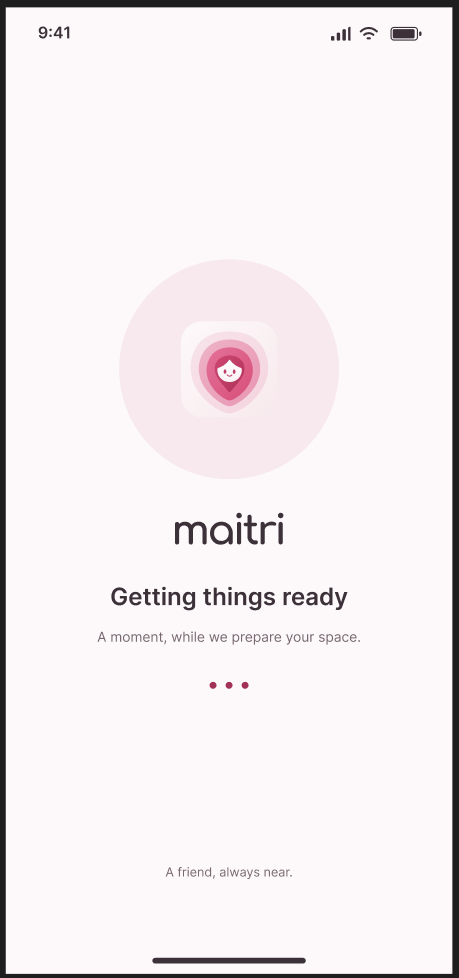 9:41
maitri
Getting things ready
A moment, while we prepare your space.
A friend, always near.